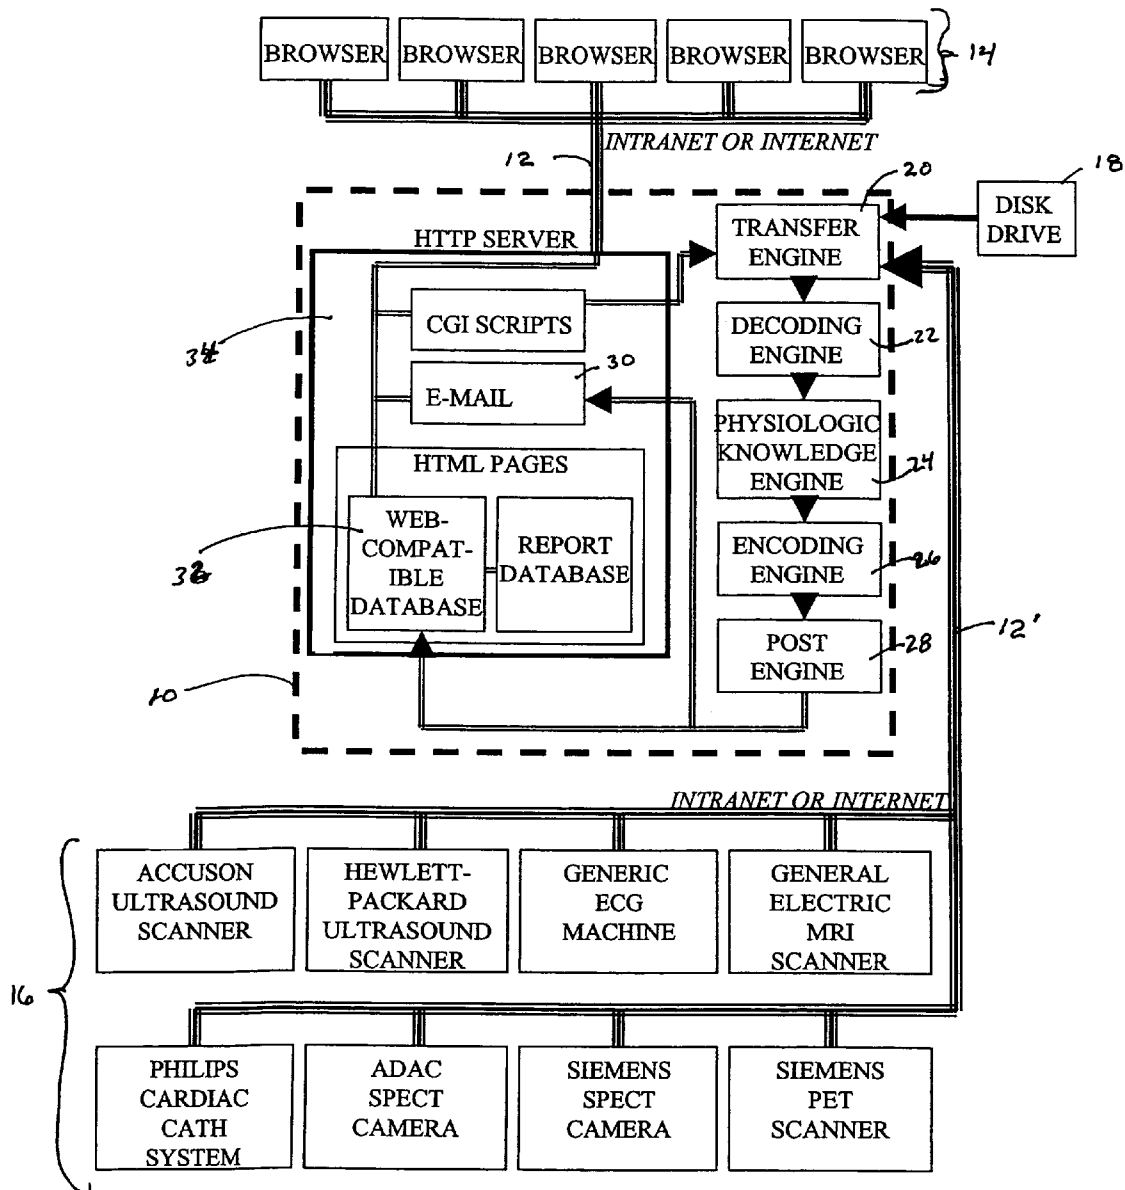 BROWSER BROWSER BROWSER BROWSER BROWSER
14
INTRANET OR INTERNET
12
20
18
DISK
DRIVE
TRANSFER
ENGINE
HTTP SERVER
CGI SCRIPTS
DECODING
ENGINE
22
34
30
E-MAIL
PHYSIOLOGIC
KNOWLEDGE
ENGINE
24
HTML PAGES
WEB-
COMPAT-
IBLE
DATABASE
REPORT
DATABASE
32
ENCODING
ENGINE
26
12'
POST
ENGINE
28
10
INTRANET OR INTERNET
ACCUSON
ULTRASOUND
SCANNER
HEWLETT-
PACKARD
ULTRASOUND
SCANNER
GENERIC
ECG
MACHINE
GENERAL
ELECTRIC
MRI
SCANNER
16
PHILIPS
CARDIAC
CATH
SYSTEM
ADAC
SPECT
CAMERA
SIEMENS
SPECT
CAMERA
SIEMENS
PET
SCANNER